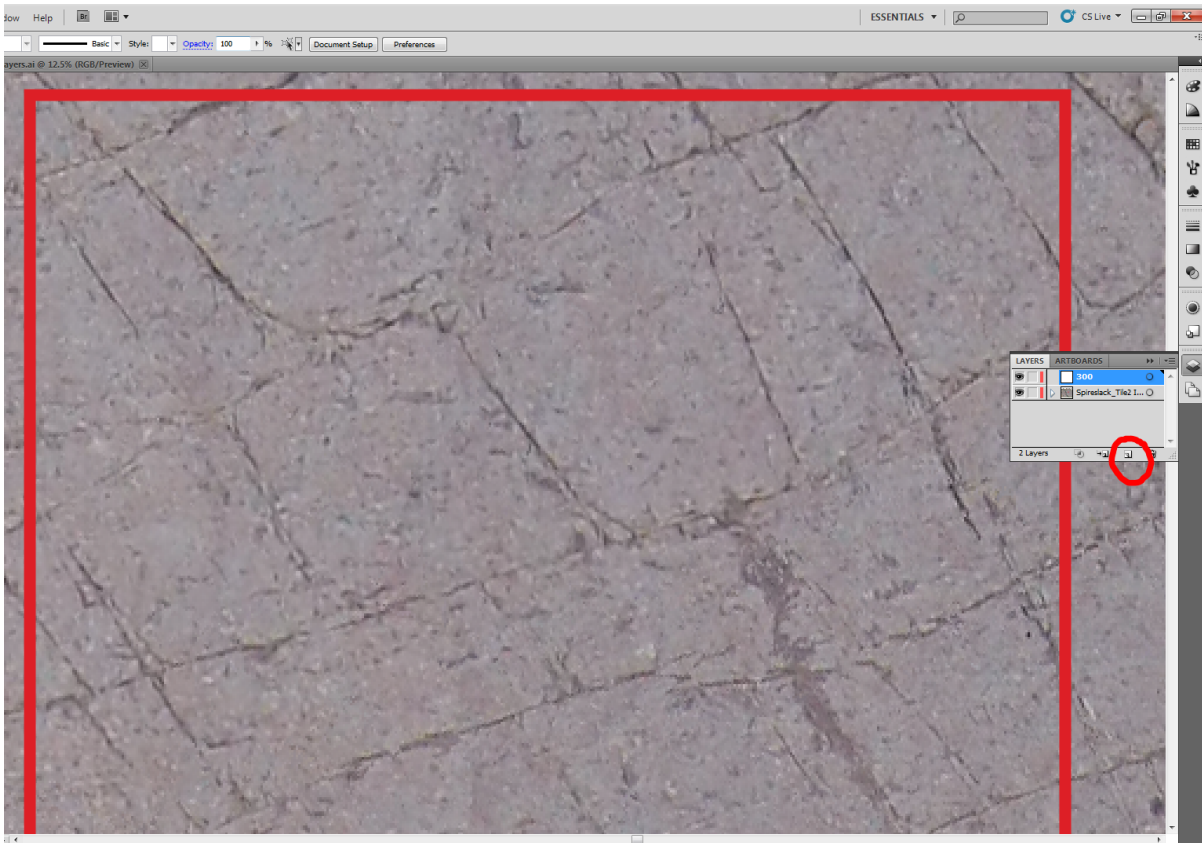 dow Help Br ESSENTIALS CS Live
Basic Style: Opacity: 100 % Document Setup Preferences
ayers.ai @ 12.5% (RGB/Preview)
LAYERS ARTBOARDS
300
Spireslack_Tile2 I...
2 Layers